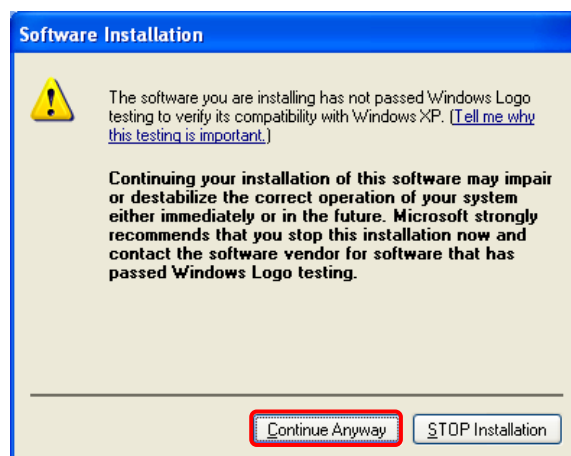 Software Installation
The software you are installing has not passed Windows Logo
testing to verify its compatibility with Windows XP. (Tell me why
this testing is important.)
Continuing your installation of this software may impair
or destabilize the correct operation of your system
either immediately or in the future. Microsoft strongly
recommends that you stop this installation now and
contact the software vendor for software that has
passed Windows Logo testing.
Continue Anyway
STOP Installation